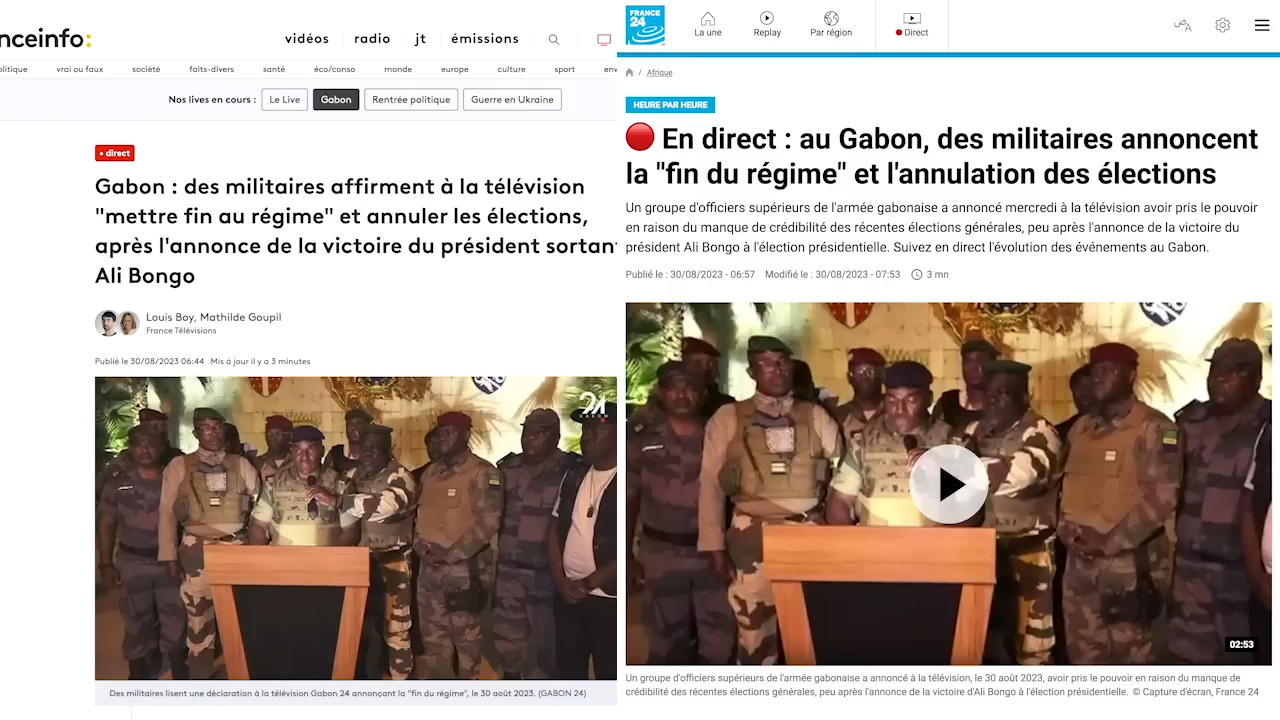 nceinfo:
vidéos radio jt émissions
olitique vrai ou faux société faits-divers santé éco/conso monde europe culture sport env
Nos lives en cours : Le Live Gabon Rentrée politique Guerre en Ukraine
• direct
Gabon : des militaires affirment à la télévision
"mettre fin au régime" et annuler les élections,
après l'annonce de la victoire du président sortant
Ali Bongo
Louis Boy, Mathilde Goupil
France Télévisions
Publié le 30/08/2023 06:44 Mis à jour il y a 3 minutes
24
GABON
Des militaires lisent une déclaration à la télévision Gabon 24 annonçant la "fin du régime", le 30 août 2023. (GABON 24)
FRANCE
24
La une Replay Par région Direct
/ Afrique
HEURE PAR HEURE
En direct : au Gabon, des militaires annoncent
la "fin du régime" et l'annulation des élections
Un groupe d'officiers supérieurs de l'armée gabonaise a annoncé mercredi à la télévision avoir pris le pouvoir
en raison du manque de crédibilité des récentes élections générales, peu après l'annonce de la victoire du
président Ali Bongo à l'élection présidentielle. Suivez en direct l'évolution des événements au Gabon.
Publié le : 30/08/2023 - 06:57 Modifié le : 30/08/2023 - 07:53 3 mn
02:53
Un groupe d'officiers supérieurs de l'armée gabonaise a annoncé à la télévision, le 30 août 2023, avoir pris le pouvoir en raison du manque de
crédibilité des récentes élections générales, peu après l'annonce de la victoire d'Ali Bongo à l'élection présidentielle. © Capture d'écran, France 24